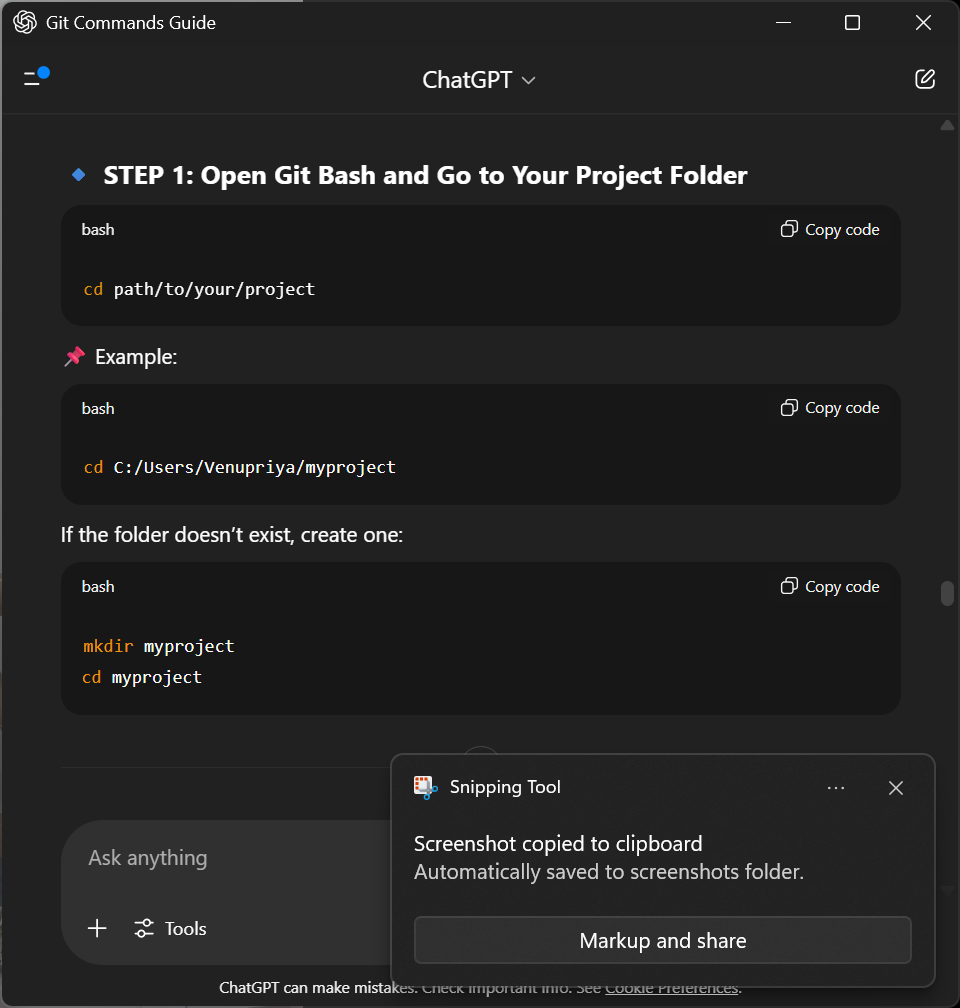 Git Commands Guide
ChatGPT
STEP 1: Open Git Bash and Go to Your Project Folder
bash
Copy code
cd path/to/your/project
Example:
bash
Copy code
cd C:/Users/Venupriya/myproject
If the folder doesn’t exist, create one:
bash
Copy code
mkdir myproject
cd myproject
Snipping Tool
Screenshot copied to clipboard
Automatically saved to screenshots folder.
Markup and share
Ask anything
Tools
ChatGPT can make mistakes. Check important info. See Cookie Preferences.